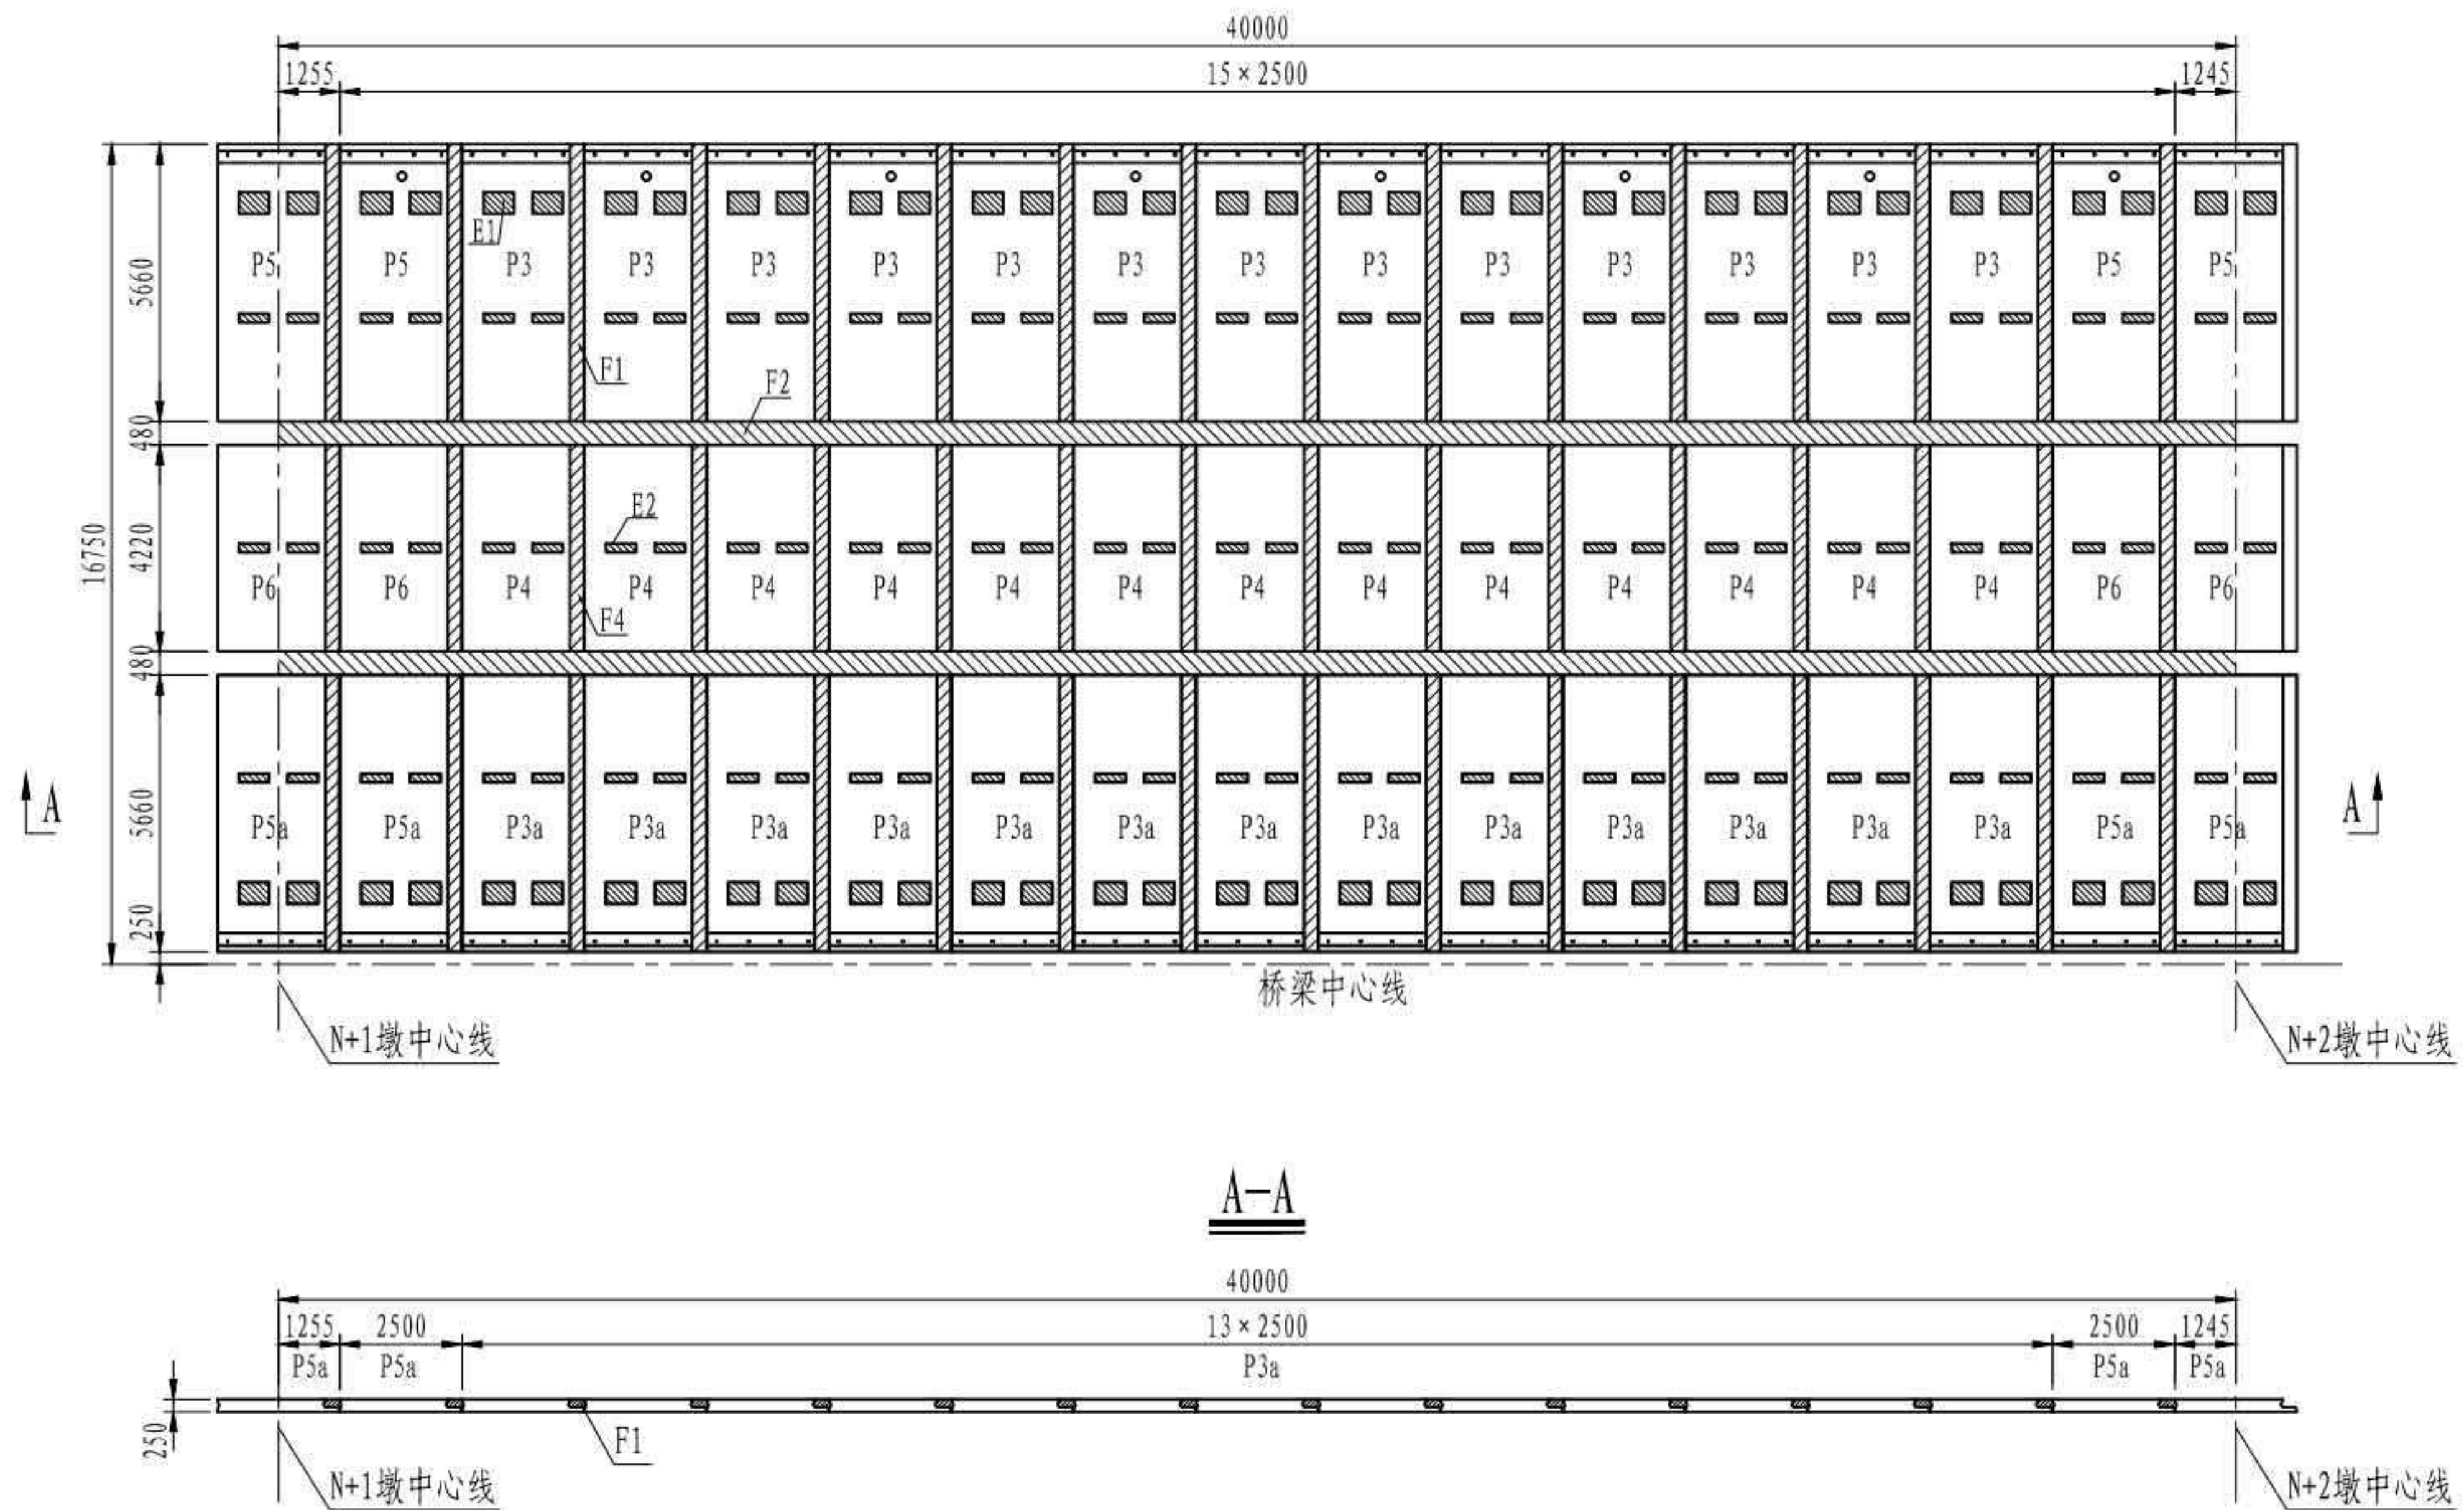 40000
1255 15×2500 1245
E1
P5 P5 P3 P3 P3 P3 P3 P3 P3 P3 P3 P3 P3 P3 P3 P5 P5
5660
F1
F2
480
E2
16750
4220
P6 P6 P4 P4 P4 P4 P4 P4 P4 P4 P4 P4 P4 P4 P4 P6 P6
F4
480
A A
5660
P5a P5a P3a P3a P3a P3a P3a P3a P3a P3a P3a P3a P3a P3a P3a P5a P5a
250
桥梁中心线
N+1墩中心线 N+2墩中心线
A-A
40000
1255 2500 13×2500 2500 1245
P5a P5a P3a P5a P5a
250
F1
N+1墩中心线 N+2墩中心线